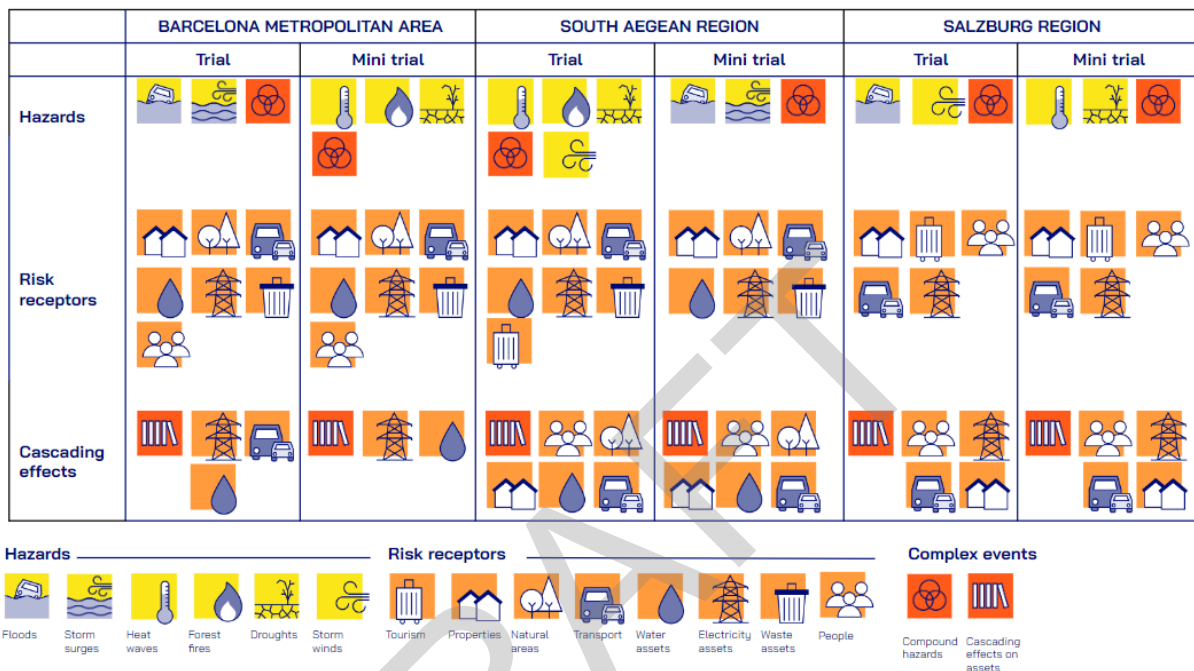 BARCELONA METROPOLITAN AREA SOUTH AEGEAN REGION SALZBURG REGION
Trial Mini trial Trial Mini trial Trial Mini trial
Hazards
Risk
receptors
Cascading
effects
DRAFT
Hazards Risk receptors Complex events
Floods Storm surges Heat waves Forest fires Droughts Storm winds Tourism Properties Natural areas Transport Water assets Electricity assets Waste assets People Compound hazards Cascading effects on assets